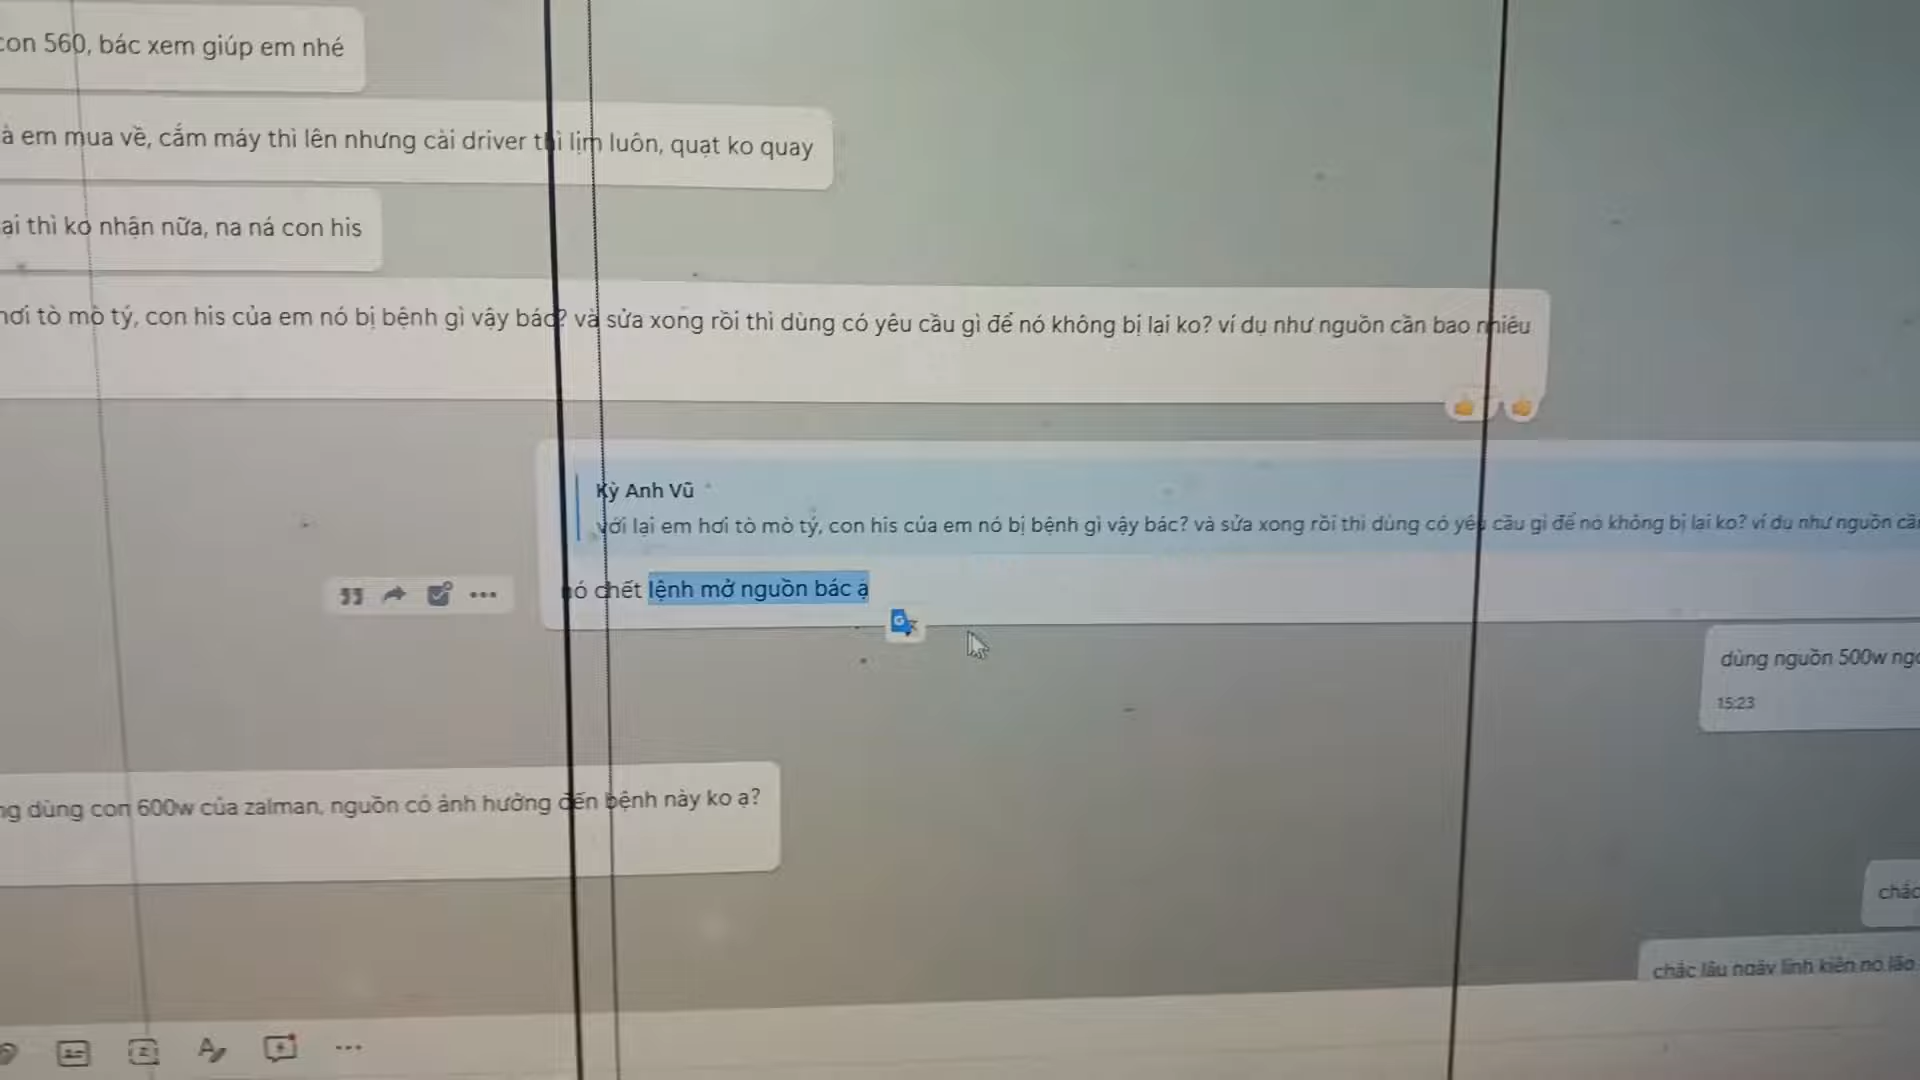 con 560, bác xem giúp em nhé
à em mua về, cắm máy thì lên nhưng cài driver thì lịm luôn, quạt ko quay
ại thì ko nhận nữa, na ná con his
hơi tò mò tý, con his của em nó bị bệnh gì vậy bác? và sửa xong rồi thì dùng có yêu cầu gì để nó không bị lại ko? ví dụ như nguồn cần bao nhiêu
Kỳ Anh Vũ
với lại em hơi tò mò tý, con his của em nó bị bệnh gì vậy bác? và sửa xong rồi thì dùng có yêu cầu gì để nó không bị lại ko? ví dụ như nguồn cần
nó chết lệnh mở nguồn bác ạ
dùng nguồn 500w
15:23
ng dùng con 600w của zalman, nguồn có ảnh hưởng đến bệnh này ko ạ?
chắc
chắc lâu ngày linh kiện nó lão